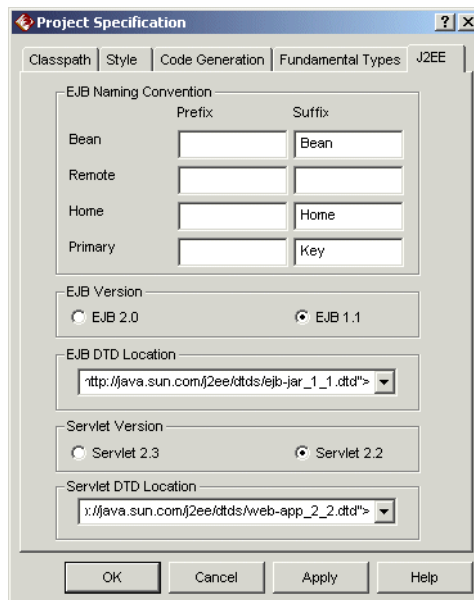 Project Specification
Classpath Style Code Generation Fundamental Types J2EE
EJB Naming Convention
Prefix Suffix
Bean Bean
Remote
Home Home
Primary Key
EJB Version
EJB 2.0 EJB 1.1
EJB DTD Location
http://java.sun.com/j2ee/dtds/ejb-jar_1_1.dtd">
Servlet Version
Servlet 2.3 Servlet 2.2
Servlet DTD Location
://java.sun.com/j2ee/dtds/web-app_2_2.dtd">
OK Cancel Apply Help